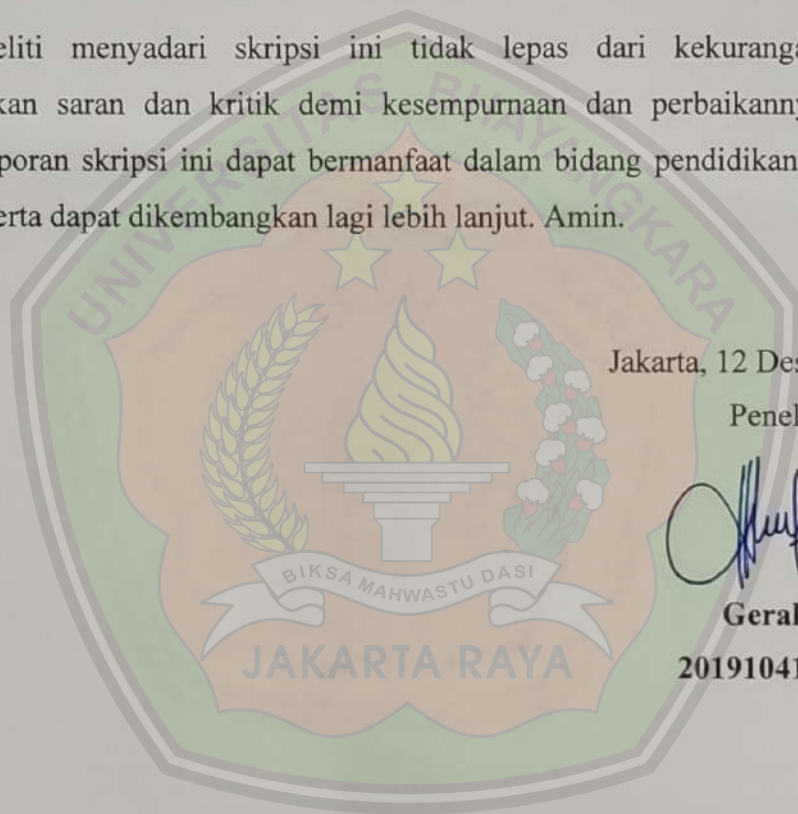 eliti menyadari skripsi ini tidak lepas dari kekuranga
kan saran dan kritik demi kesempurnaan dan perbaikanny
poran skripsi ini dapat bermanfaat dalam bidang pendidikan
erta dapat dikembangkan lagi lebih lanjut. Amin.
UNIVERSITAS BHAYANGKARA
Jakarta, 12 Des
Penel
BIKSA MAHWASTU DASI
Geral
JAKARTA RAYA
20191041